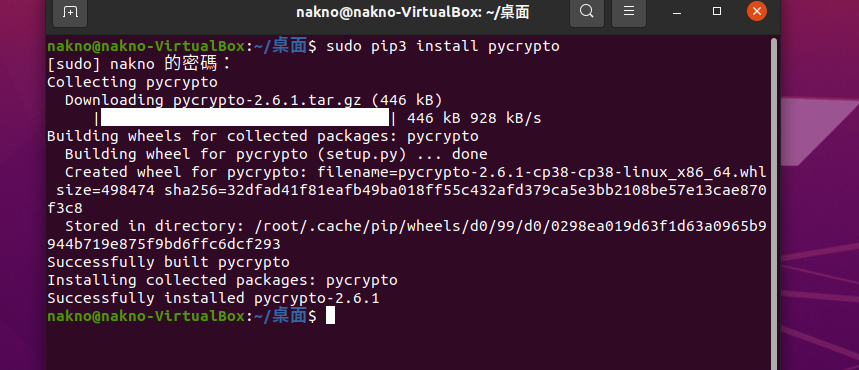 nakno@nakno-VirtualBox: ~/桌面
nakno@nakno-VirtualBox:~/桌面$ sudo pip3 install pycrypto
[sudo] nakno 的密碼：
Collecting pycrypto
  Downloading pycrypto-2.6.1.tar.gz (446 kB)
     |                                | 446 kB 928 kB/s
Building wheels for collected packages: pycrypto
  Building wheel for pycrypto (setup.py) ... done
  Created wheel for pycrypto: filename=pycrypto-2.6.1-cp38-cp38-linux_x86_64.whl
 size=498474 sha256=32dfad41f81eafb49ba018ff55c432afd379ca5e3bb2108be57e13cae870
f3c8
  Stored in directory: /root/.cache/pip/wheels/d0/99/d0/0298ea019d63f1d63a0965b9
944b719e875f9bd6ffc6dcf293
Successfully built pycrypto
Installing collected packages: pycrypto
Successfully installed pycrypto-2.6.1
nakno@nakno-VirtualBox:~/桌面$